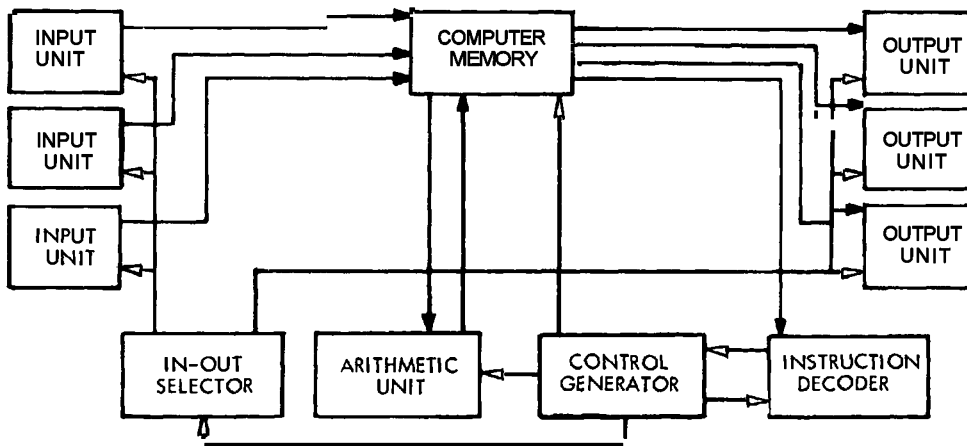 INPUT
UNIT
COMPUTER
MEMORY
OUTPUT
UNIT
INPUT
UNIT
OUTPUT
UNIT
INPUT
UNIT
OUTPUT
UNIT
IN-OUT
SELECTOR
ARITHMETIC
UNIT
CONTROL
GENERATOR
INSTRUCTION
DECODER